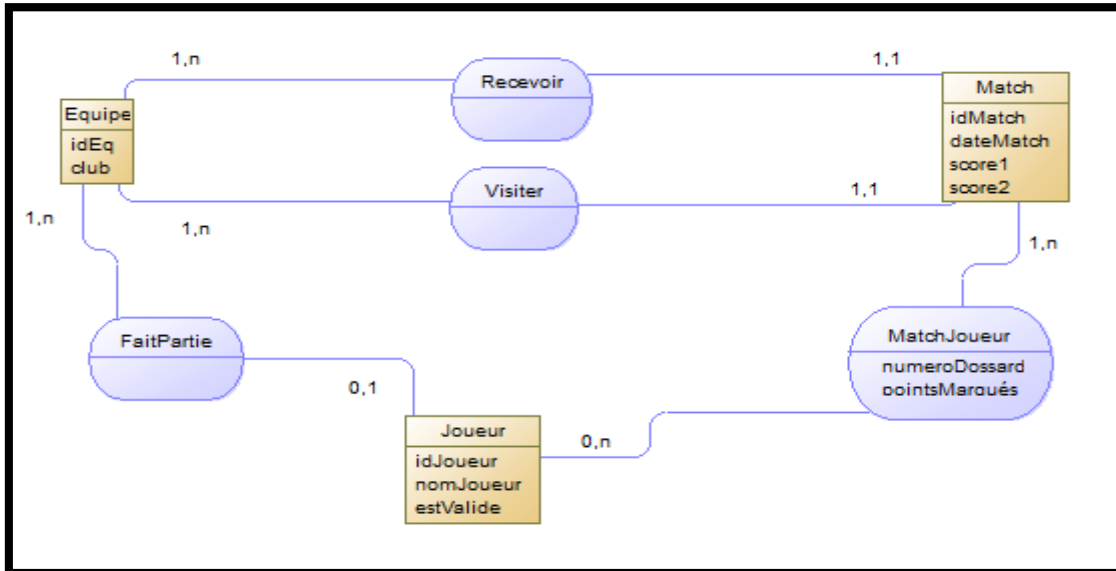 1,n
Recevoir
1,1
Match
idMatch
dateMatch
score1
score2
Equipe
idEq
club
Visiter
1,1
1,n
1,n
1,n
FaitPartie
MatchJoueur
numeroDossard
pointsMarqués
0,1
Joueur
idJoueur
nomJoueur
estValide
0,n